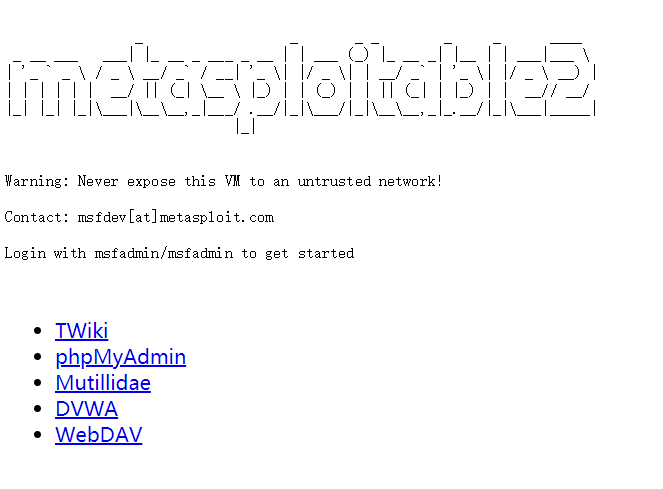 metasploitable2
Warning: Never expose this VM to an untrusted network!
Contact: msfdev[at]metasploit.com
Login with msfadmin/msfadmin to get started
TWiki
phpMyAdmin
Mutillidae
DVWA
WebDAV